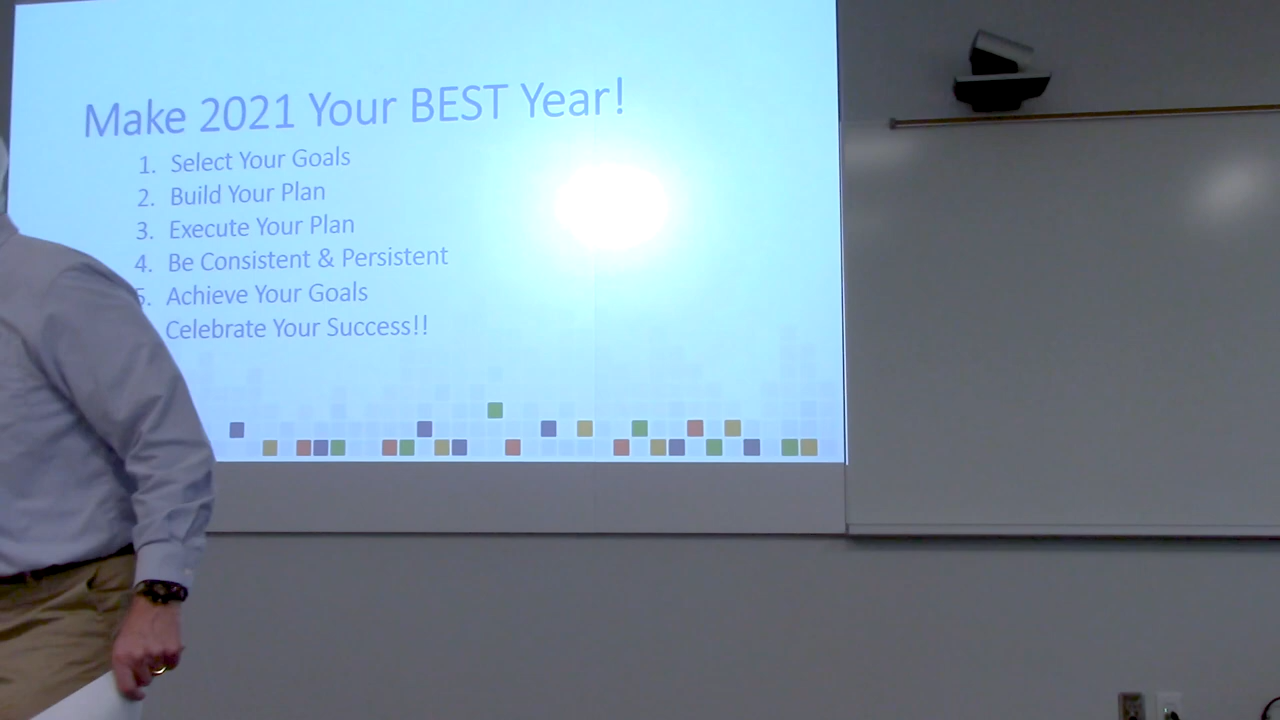 Make 2021 Your BEST Year!
1. Select Your Goals
2. Build Your Plan
3. Execute Your Plan
4. Be Consistent & Persistent
5. Achieve Your Goals
Celebrate Your Success!!